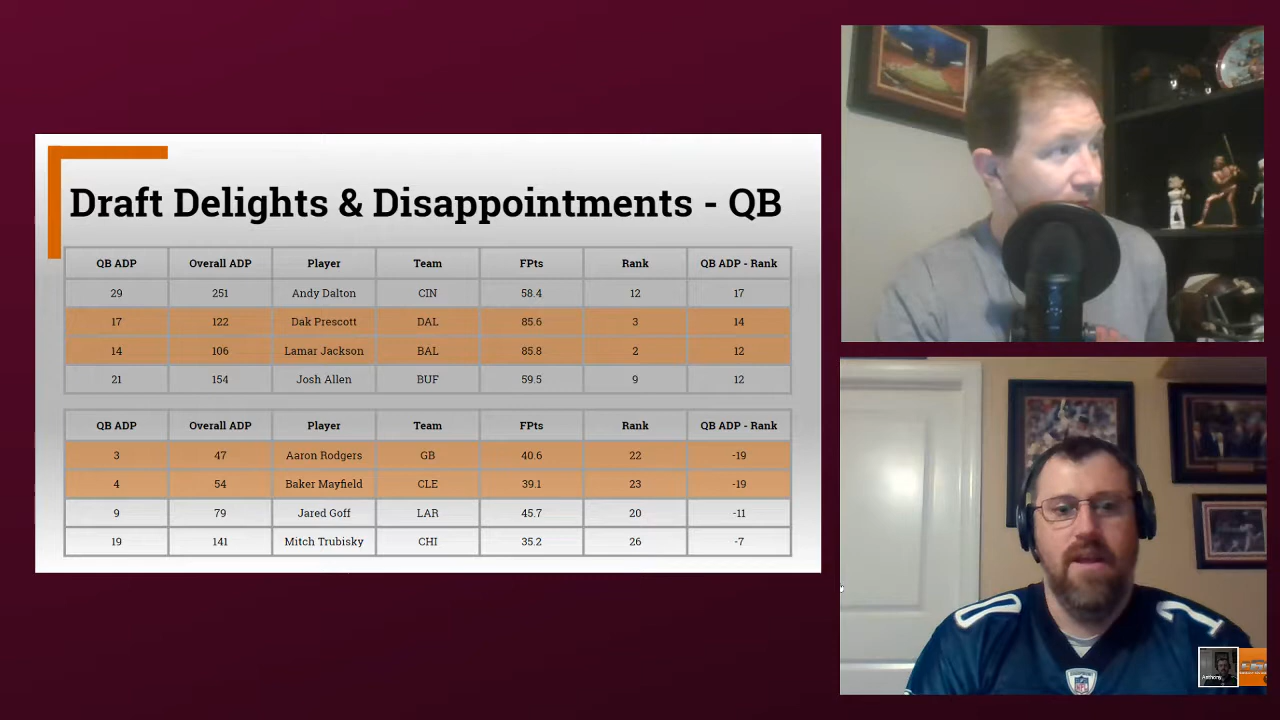 Draft Delights & Disappointments - QB
QB ADP Overall ADP Player Team FPts Rank QB ADP - Rank
29 251 Andy Dalton CIN 58.4 12 17
17 122 Dak Prescott DAL 85.6 3 14
14 106 Lamar Jackson BAL 85.8 2 12
21 154 Josh Allen BUF 59.5 9 12
QB ADP Overall ADP Player Team FPts Rank QB ADP - Rank
3 47 Aaron Rodgers GB 40.6 22 -19
4 54 Baker Mayfield CLE 39.1 23 -19
9 79 Jared Goff LAR 45.7 20 -11
19 141 Mitch Trubisky CHI 35.2 26 -7
Anthony